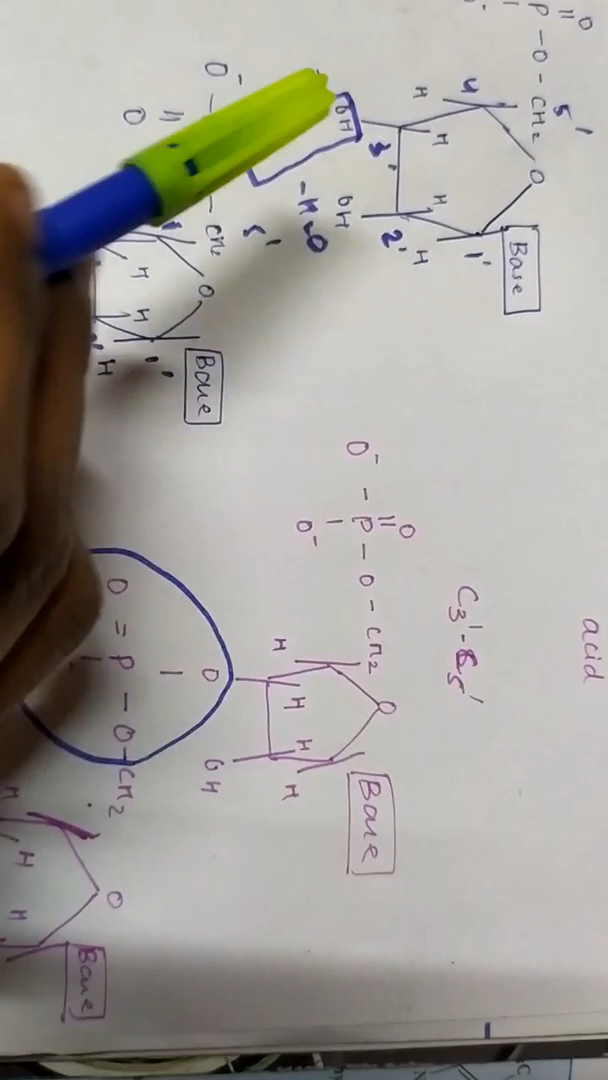 acid
P - O - CH₂ 5'
O
4'
H
H
3'
OH
H
2'
OH
H
1'
Base
-H₂O
O⁻
O
CH₂ 5'
O
H
H
H
1'
Base
C₃'-C₅'
O⁻ - P - O - CH₂
O
O⁻
O
H
H
H
H
OH
Base
O
O = P - O - CH₂
O
H
H
H
Base